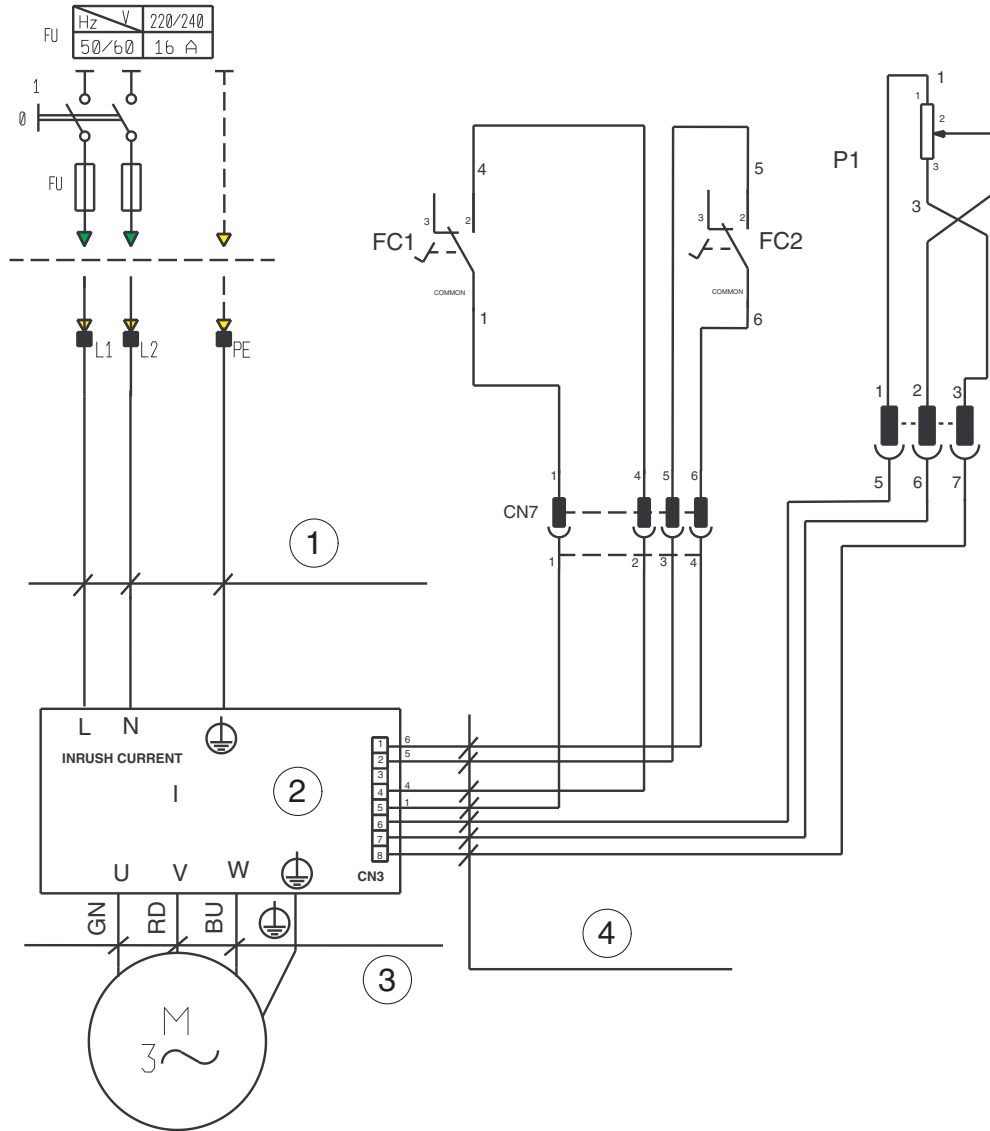 FU
Hz V 220/240
50/60 16 A
1
0
FU
L1 L2 PE
1
4
3 2
FC1
COMMON
1
5
3 2
FC2
COMMON
6
P1
1
1
2
3
3
1 2 3
5 6 7
1 4 5 6
CN7
1 2 3 4
L N
INRUSH CURRENT
I
2
1 6
2 5
3
4 4
5 1
6
7
8
CN3
U V W
GN RD BU
3
4
M
3